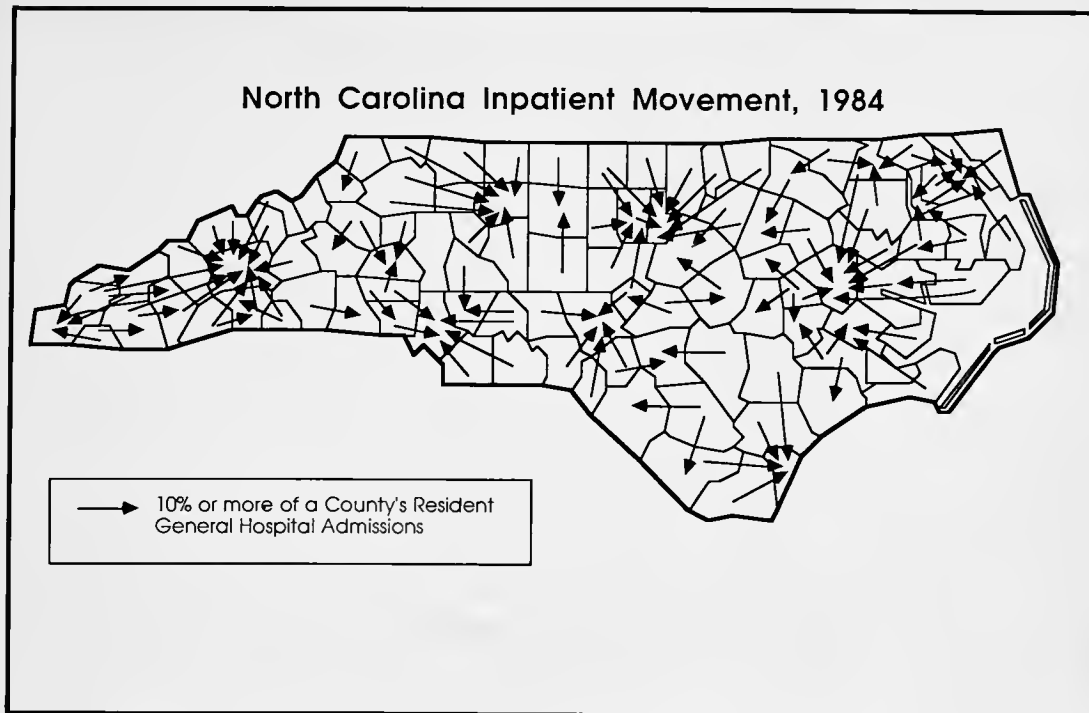 North Carolina Inpatient Movement, 1984
10% or more of a County's Resident
General Hospital Admissions